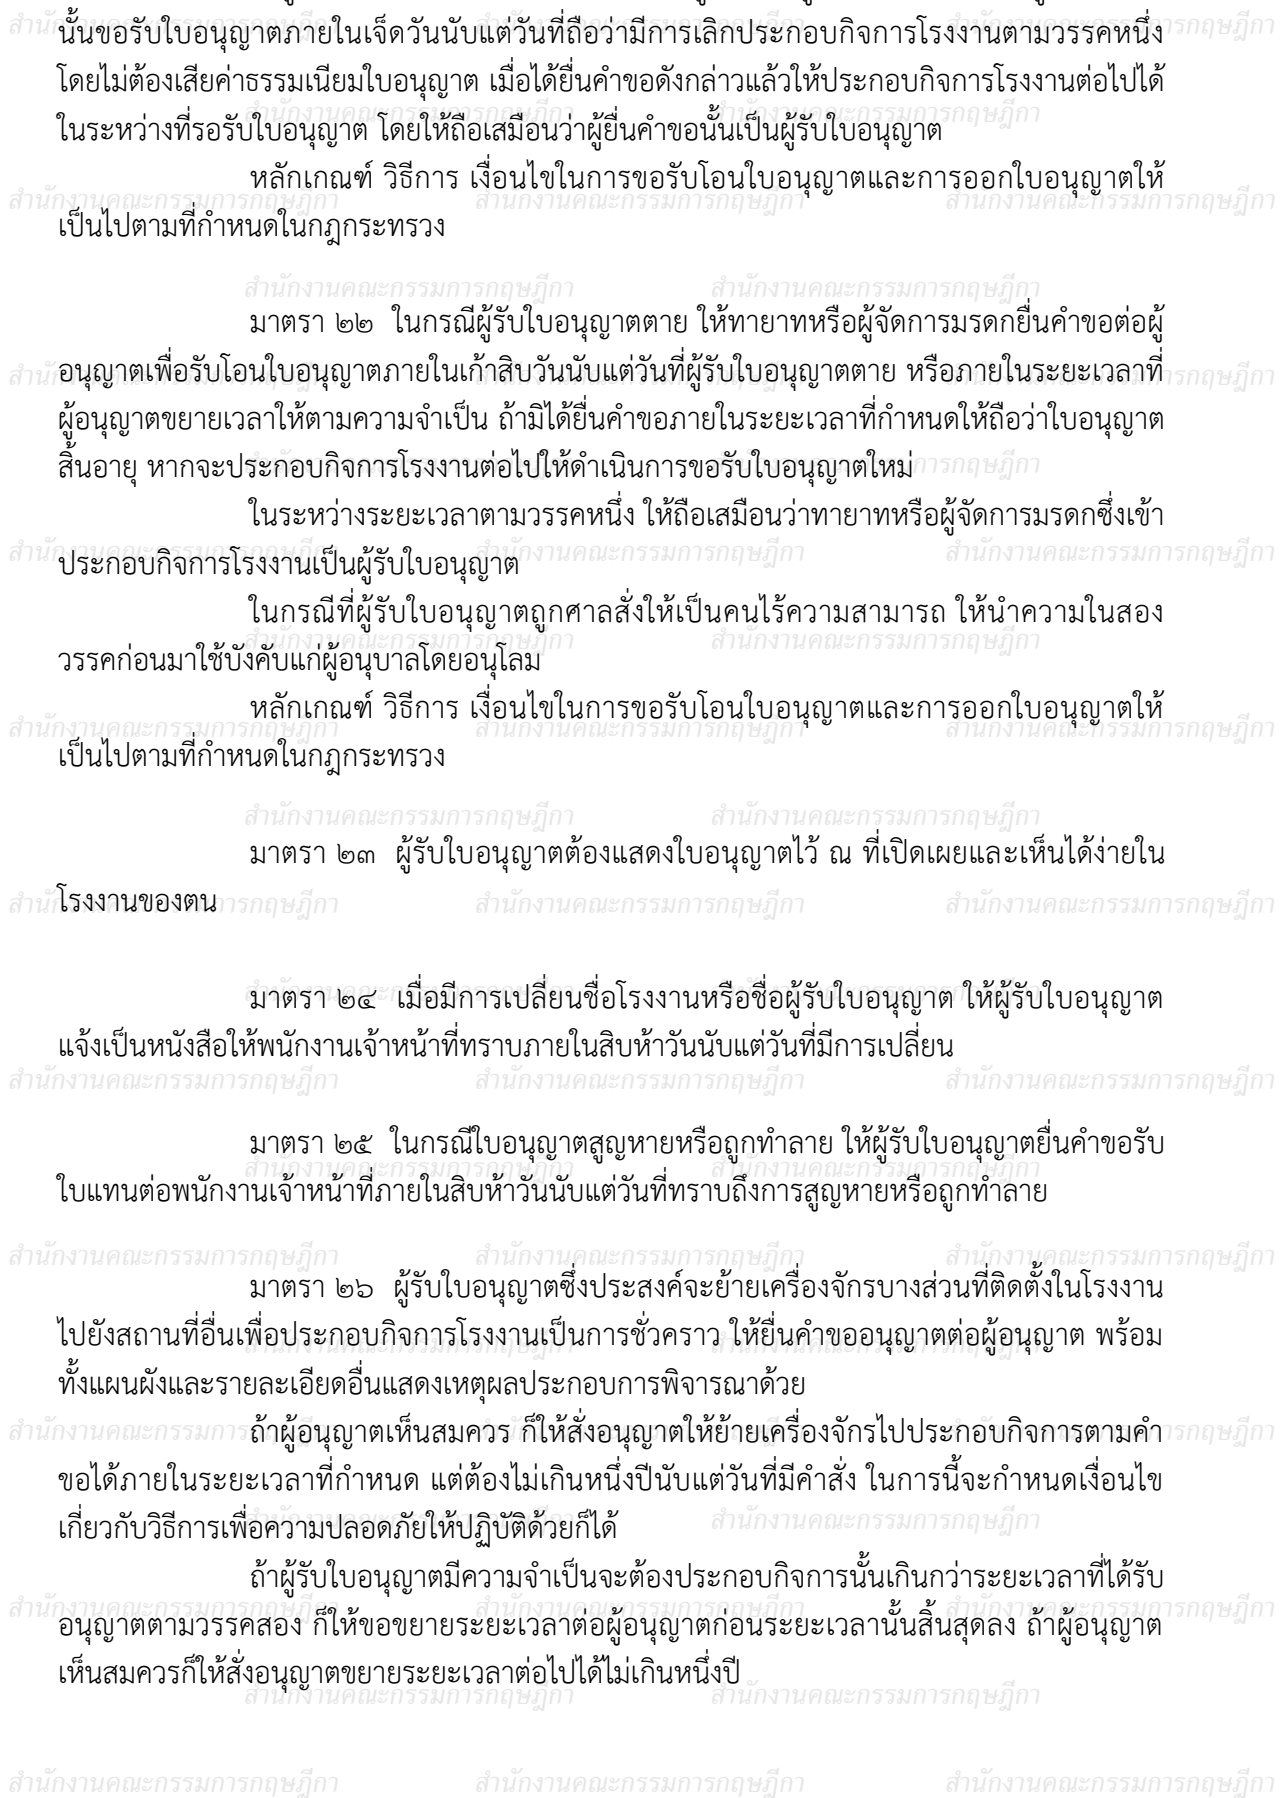 นั้นขอรับใบอนุญาตภายในเจ็ดวันนับแต่วันที่ถือว่ามีการเลิกประกอบกิจการโรงงานตามวรรคหนึ่ง
โดยไม่ต้องเสียค่าธรรมเนียมใบอนุญาต เมื่อได้ยื่นคำขอดังกล่าวแล้วให้ประกอบกิจการโรงงานต่อไปได้
ในระหว่างที่รอรับใบอนุญาต โดยให้ถือเสมือนว่าผู้ยื่นคำขอนั้นเป็นผู้รับใบอนุญาต
หลักเกณฑ์ วิธีการ เงื่อนไขในการขอรับโอนใบอนุญาตและการออกใบอนุญาตให้
เป็นไปตามที่กำหนดในกฎกระทรวง
มาตรา ๒๒ ในกรณีผู้รับใบอนุญาตตาย ให้ทายาทหรือผู้จัดการมรดกยื่นคำขอต่อผู้
อนุญาตเพื่อรับโอนใบอนุญาตภายในเก้าสิบวันนับแต่วันที่ผู้รับใบอนุญาตตาย หรือภายในระยะเวลาที่
ผู้อนุญาตขยายเวลาให้ตามความจำเป็น ถ้ามิได้ยื่นคำขอภายในระยะเวลาที่กำหนดให้ถือว่าใบอนุญาต
สิ้นอายุ หากจะประกอบกิจการโรงงานต่อไปให้ดำเนินการขอรับใบอนุญาตใหม่
ในระหว่างระยะเวลาตามวรรคหนึ่ง ให้ถือเสมือนว่าทายาทหรือผู้จัดการมรดกซึ่งเข้า
ประกอบกิจการโรงงานเป็นผู้รับใบอนุญาต
ในกรณีที่ผู้รับใบอนุญาตถูกศาลสั่งให้เป็นคนไร้ความสามารถ ให้นำความในสอง
วรรคก่อนมาใช้บังคับแก่ผู้อนุบาลโดยอนุโลม
หลักเกณฑ์ วิธีการ เงื่อนไขในการขอรับโอนใบอนุญาตและการออกใบอนุญาตให้
เป็นไปตามที่กำหนดในกฎกระทรวง
มาตรา ๒๓ ผู้รับใบอนุญาตต้องแสดงใบอนุญาตไว้ ณ ที่เปิดเผยและเห็นได้ง่ายใน
โรงงานของตน
มาตรา ๒๔ เมื่อมีการเปลี่ยนชื่อโรงงานหรือชื่อผู้รับใบอนุญาต ให้ผู้รับใบอนุญาต
แจ้งเป็นหนังสือให้พนักงานเจ้าหน้าที่ทราบภายในสิบห้าวันนับแต่วันที่มีการเปลี่ยน
มาตรา ๒๕ ในกรณีใบอนุญาตสูญหายหรือถูกทำลาย ให้ผู้รับใบอนุญาตยื่นคำขอรับ
ใบแทนต่อพนักงานเจ้าหน้าที่ภายในสิบห้าวันนับแต่วันที่ทราบถึงการสูญหายหรือถูกทำลาย
มาตรา ๒๖ ผู้รับใบอนุญาตซึ่งประสงค์จะย้ายเครื่องจักรบางส่วนที่ติดตั้งในโรงงาน
ไปยังสถานที่อื่นเพื่อประกอบกิจการโรงงานเป็นการชั่วคราว ให้ยื่นคำขออนุญาตต่อผู้อนุญาต พร้อม
ทั้งแผนผังและรายละเอียดอื่นแสดงเหตุผลประกอบการพิจารณาด้วย
ถ้าผู้อนุญาตเห็นสมควร ก็ให้สั่งอนุญาตให้ย้ายเครื่องจักรไปประกอบกิจการตามคำ
ขอได้ภายในระยะเวลาที่กำหนด แต่ต้องไม่เกินหนึ่งปีนับแต่วันที่มีคำสั่ง ในการนี้จะกำหนดเงื่อนไข
เกี่ยวกับวิธีการเพื่อความปลอดภัยให้ปฏิบัติด้วยก็ได้
ถ้าผู้รับใบอนุญาตมีความจำเป็นจะต้องประกอบกิจการนั้นเกินกว่าระยะเวลาที่ได้รับ
อนุญาตตามวรรคสอง ก็ให้ขอขยายระยะเวลาต่อผู้อนุญาตก่อนระยะเวลานั้นสิ้นสุดลง ถ้าผู้อนุญาต
เห็นสมควรก็ให้สั่งอนุญาตขยายระยะเวลาต่อไปได้ไม่เกินหนึ่งปี
สำนักงานคณะกรรมการกฤษฎีกา สำนักงานคณะกรรมการกฤษฎีกา สำนักงานคณะกรรมการกฤษฎีกา